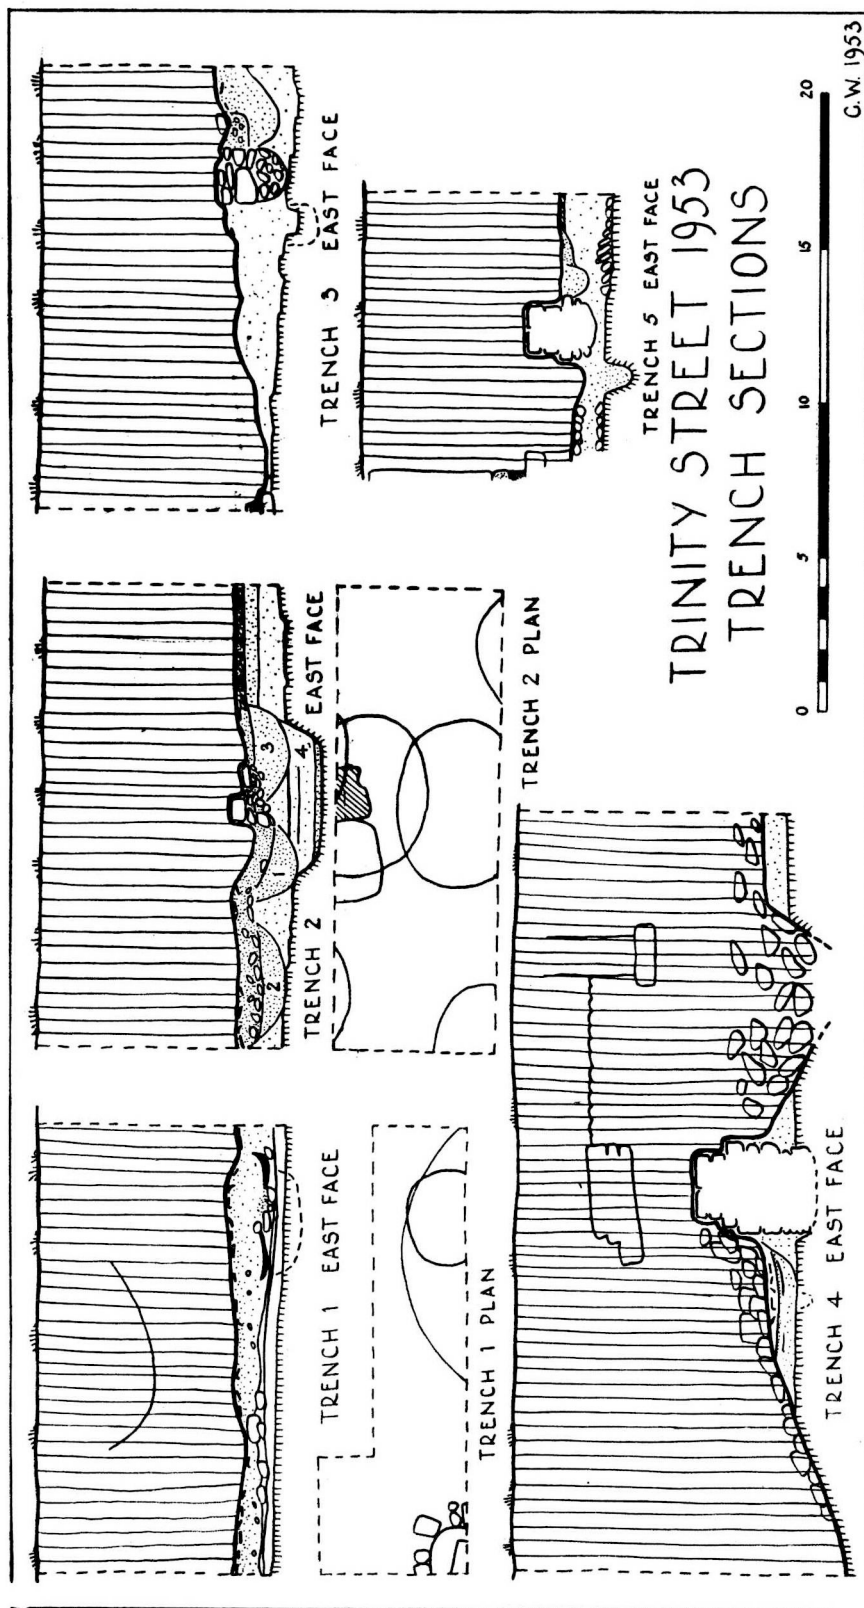 TRENCH 1 EAST FACE
TRENCH 1 PLAN
TRENCH 2 EAST FACE
1
2
3
4
TRENCH 2 PLAN
TRENCH 3 EAST FACE
TRENCH 4 EAST FACE
TRENCH 5 EAST FACE
TRINITY STREET 1953
TRENCH SECTIONS
0 5 10 15 20
G.W. 1953